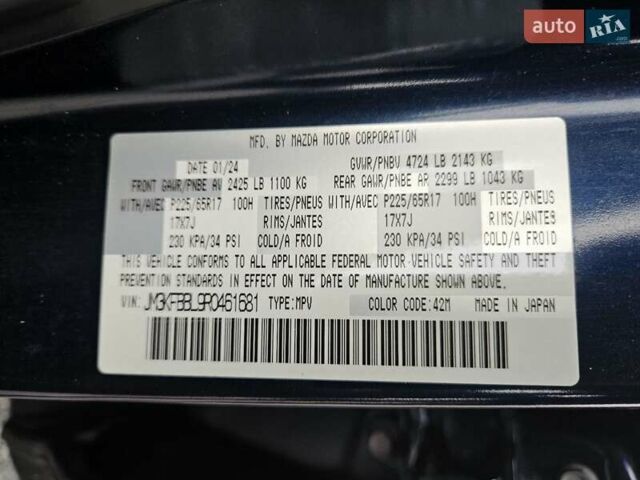 auto RIA .com
MFD. BY MAZDA MOTOR CORPORATION
DATE 01/24 GVWR/PNBV 4724 LB 2143 KG
FRONT GAWR/PNBE AV 2425 LB 1100 KG REAR GAWR/PNBE AR 2299 LB 1043 KG
WITH/AVEC P225/65R17 100H TIRES/PNEUS WITH/AVEC P225/65R17 100H TIRES/PNEUS
17X7J RIMS/JANTES 17X7J RIMS/JANTES
230 KPA/34 PSI COLD/A FROID 230 KPA/34 PSI COLD/A FROID
THIS VEHICLE CONFORMS TO ALL APPLICABLE FEDERAL MOTOR VEHICLE SAFETY AND THEFT
PREVENTION STANDARDS IN EFFECT ON THE DATE OF MANUFACTURE SHOWN ABOVE.
VIN: JM3KFBBL9R0461681 TYPE:MPV COLOR CODE:42M MADE IN JAPAN